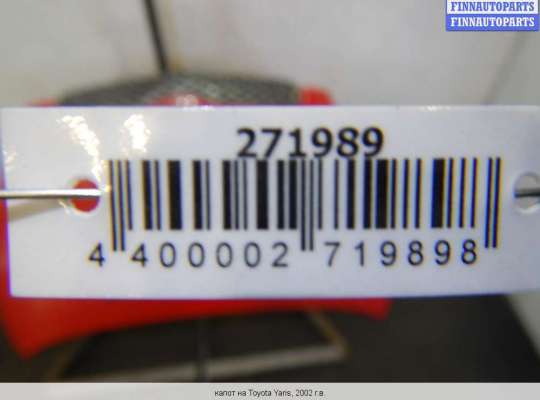 FINNAUTOPARTS
FINNAUTOPARTS
271989
4 400002 719898
капот на Toyota Yaris, 2002 г.в.